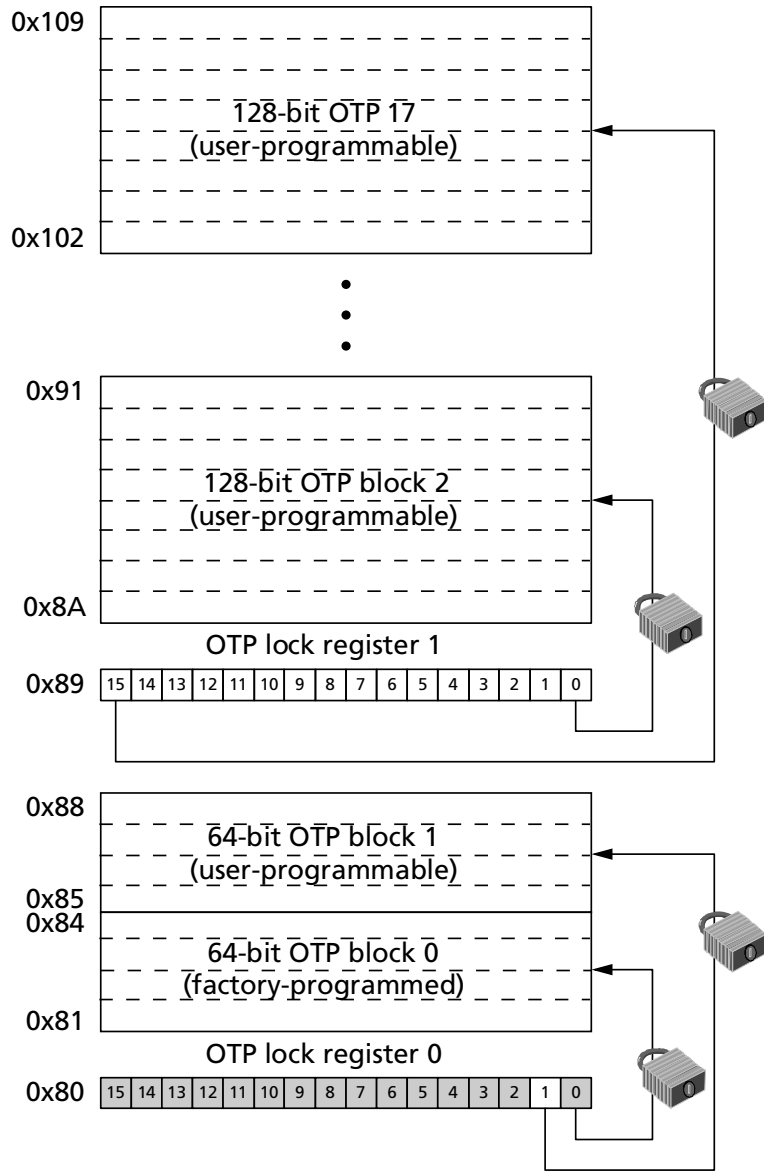 0x109
128-bit OTP 17
(user-programmable)
0x102
0x91
128-bit OTP block 2
(user-programmable)
0x8A
OTP lock register 1
0x89 15 14 13 12 11 10 9 8 7 6 5 4 3 2 1 0
0x88
64-bit OTP block 1
(user-programmable)
0x85
0x84
64-bit OTP block 0
(factory-programmed)
0x81
OTP lock register 0
0x80 15 14 13 12 11 10 9 8 7 6 5 4 3 2 1 0